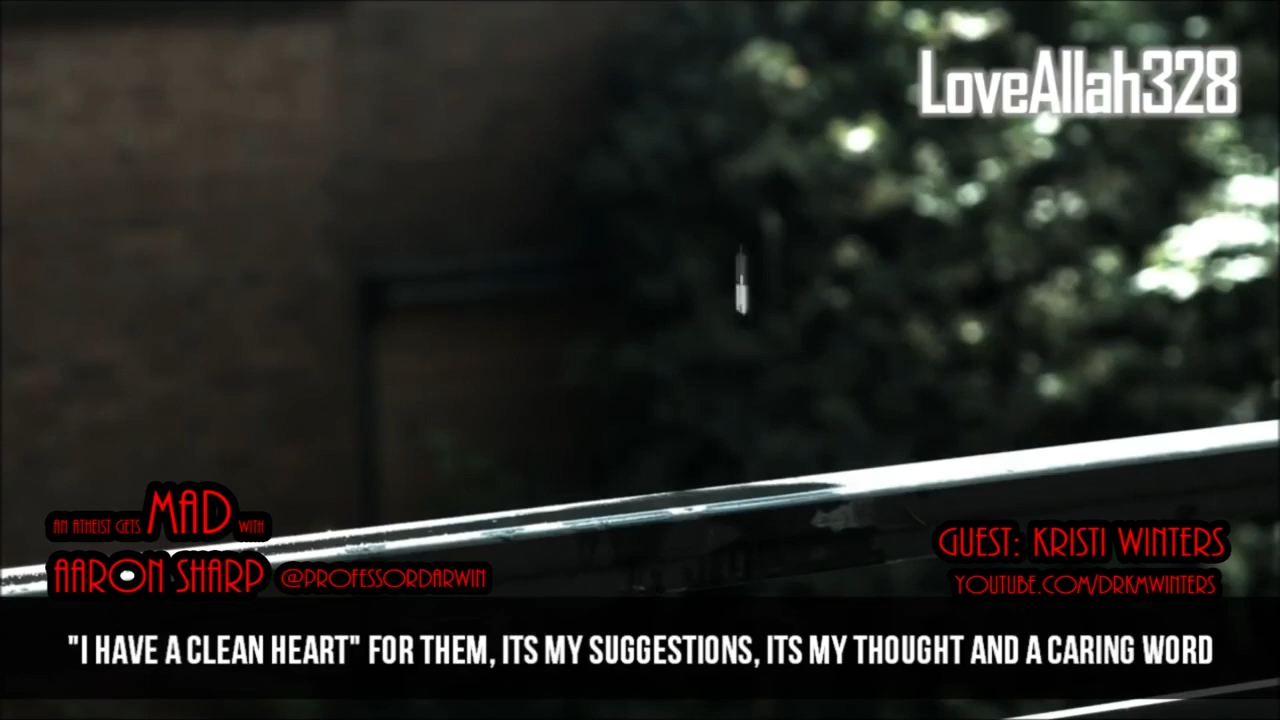 LoveAllah328
AN ATHEIST GETS MAD WITH
AARON SHARP @PROFESSORDARWIN
GUEST: KRISTI WINTERS
YOUTUBE.COM/DRKMWINTERS
"I HAVE A CLEAN HEART" FOR THEM, ITS MY SUGGESTIONS, ITS MY THOUGHT AND A CARING WORD